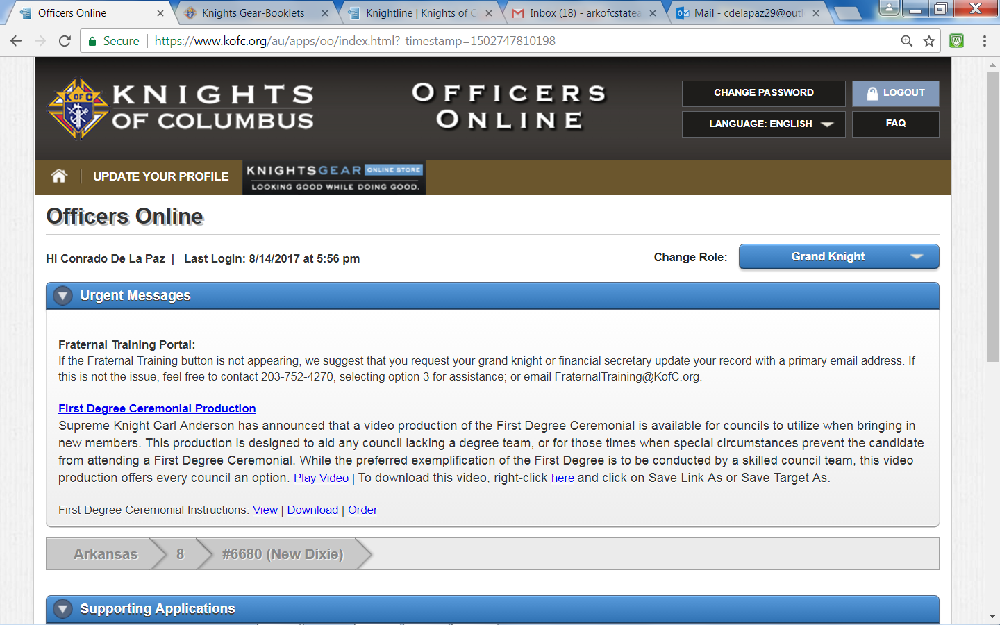 Officers Online
Knights Gear-Booklets
Knightline | Knights of C
Inbox (18) - arkofcstatea
Mail - cdelapaz29@outl
Secure
https://www.kofc.org/au/apps/oo/index.html?_timestamp=1502747810198
K OF C
KNIGHTS
OF COLUMBUS
OFFICERS
ONLINE
CHANGE PASSWORD
LOGOUT
LANGUAGE: ENGLISH
FAQ
UPDATE YOUR PROFILE
KNIGHTSGEAR ONLINE STORE
LOOKING GOOD WHILE DOING GOOD.
Officers Online
Hi Conrado De La Paz | Last Login: 8/14/2017 at 5:56 pm
Change Role:
Grand Knight
Urgent Messages
Fraternal Training Portal:
If the Fraternal Training button is not appearing, we suggest that you request your grand knight or financial secretary update your record with a primary email address. If
this is not the issue, feel free to contact 203-752-4270, selecting option 3 for assistance; or email FraternalTraining@KofC.org.
First Degree Ceremonial Production
Supreme Knight Carl Anderson has announced that a video production of the First Degree Ceremonial is available for councils to utilize when bringing in
new members. This production is designed to aid any council lacking a degree team, or for those times when special circumstances prevent the candidate
from attending a First Degree Ceremonial. While the preferred exemplification of the First Degree is to be conducted by a skilled council team, this video
production offers every council an option. Play Video | To download this video, right-click here and click on Save Link As or Save Target As.
First Degree Ceremonial Instructions: View | Download | Order
Arkansas
8
#6680 (New Dixie)
Supporting Applications